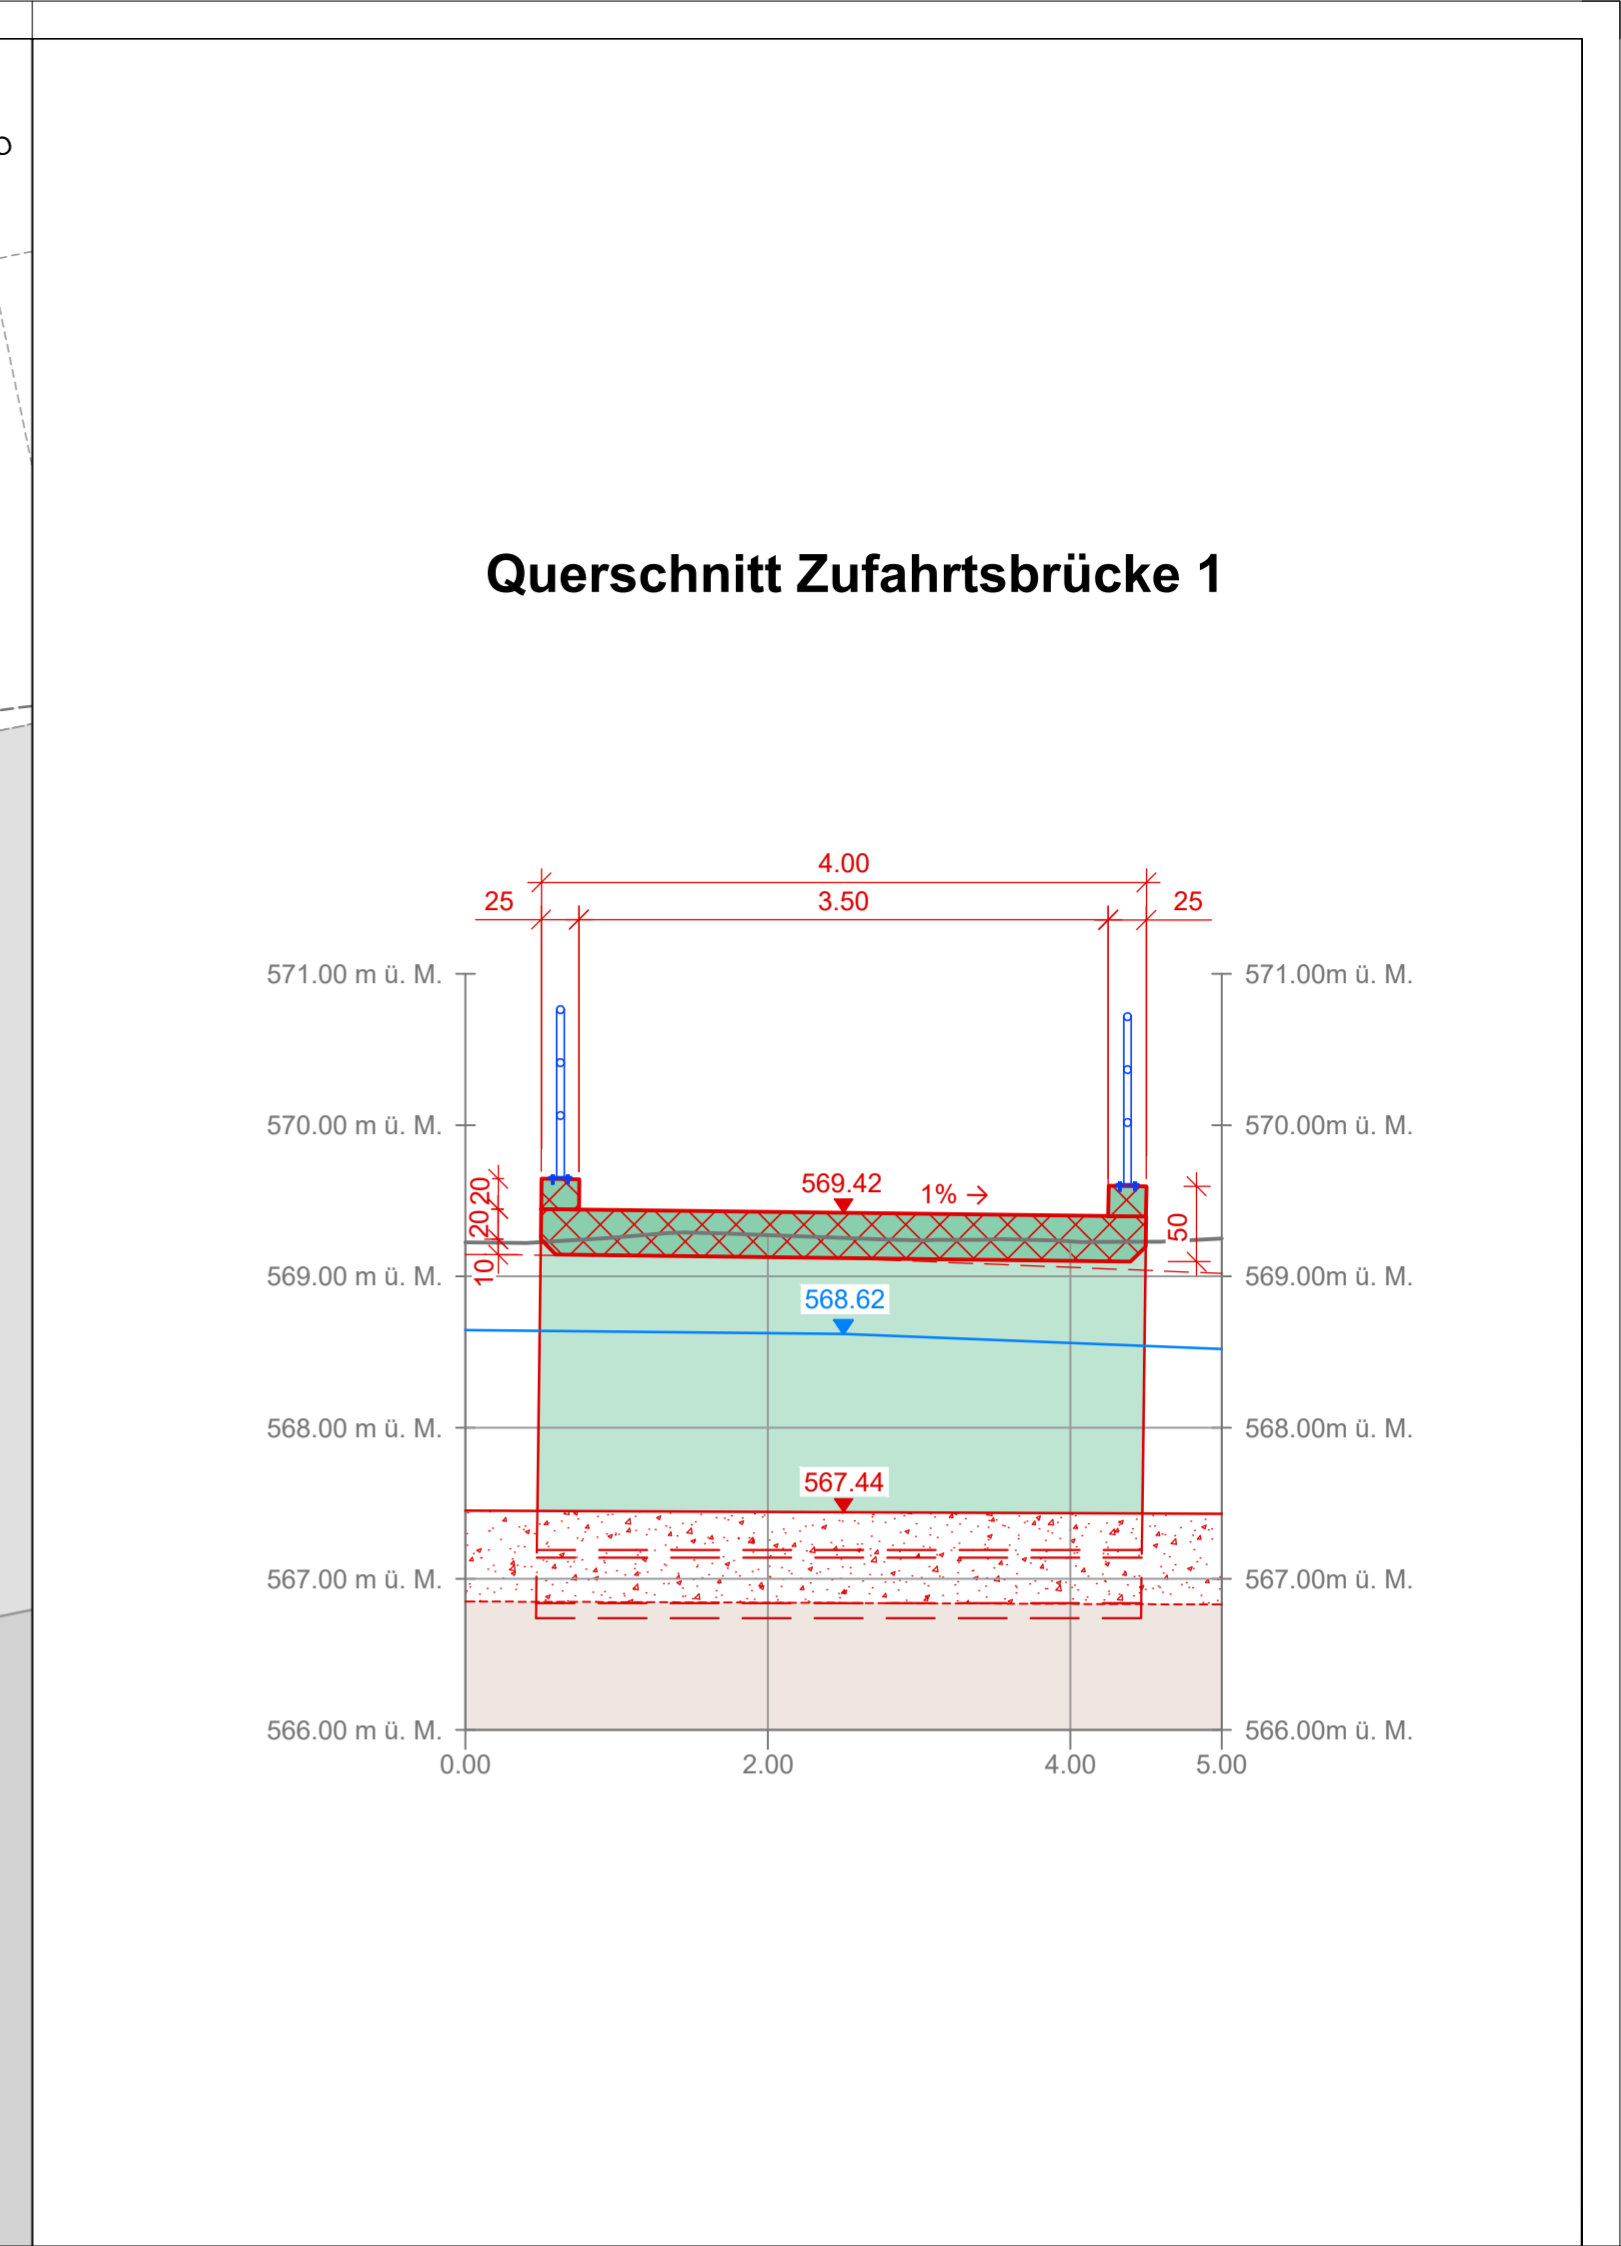 Querschnitt Zufahrtsbrücke 1
4.00
25 3.50 25
571.00 m ü. M. 571.00m ü. M.
570.00 m ü. M. 570.00m ü. M.
20
569.42 1% →
20
50
10
569.00 m ü. M. 569.00m ü. M.
568.62
568.00 m ü. M. 568.00m ü. M.
567.44
567.00 m ü. M. 567.00m ü. M.
566.00 m ü. M. 566.00m ü. M.
0.00 2.00 4.00 5.00